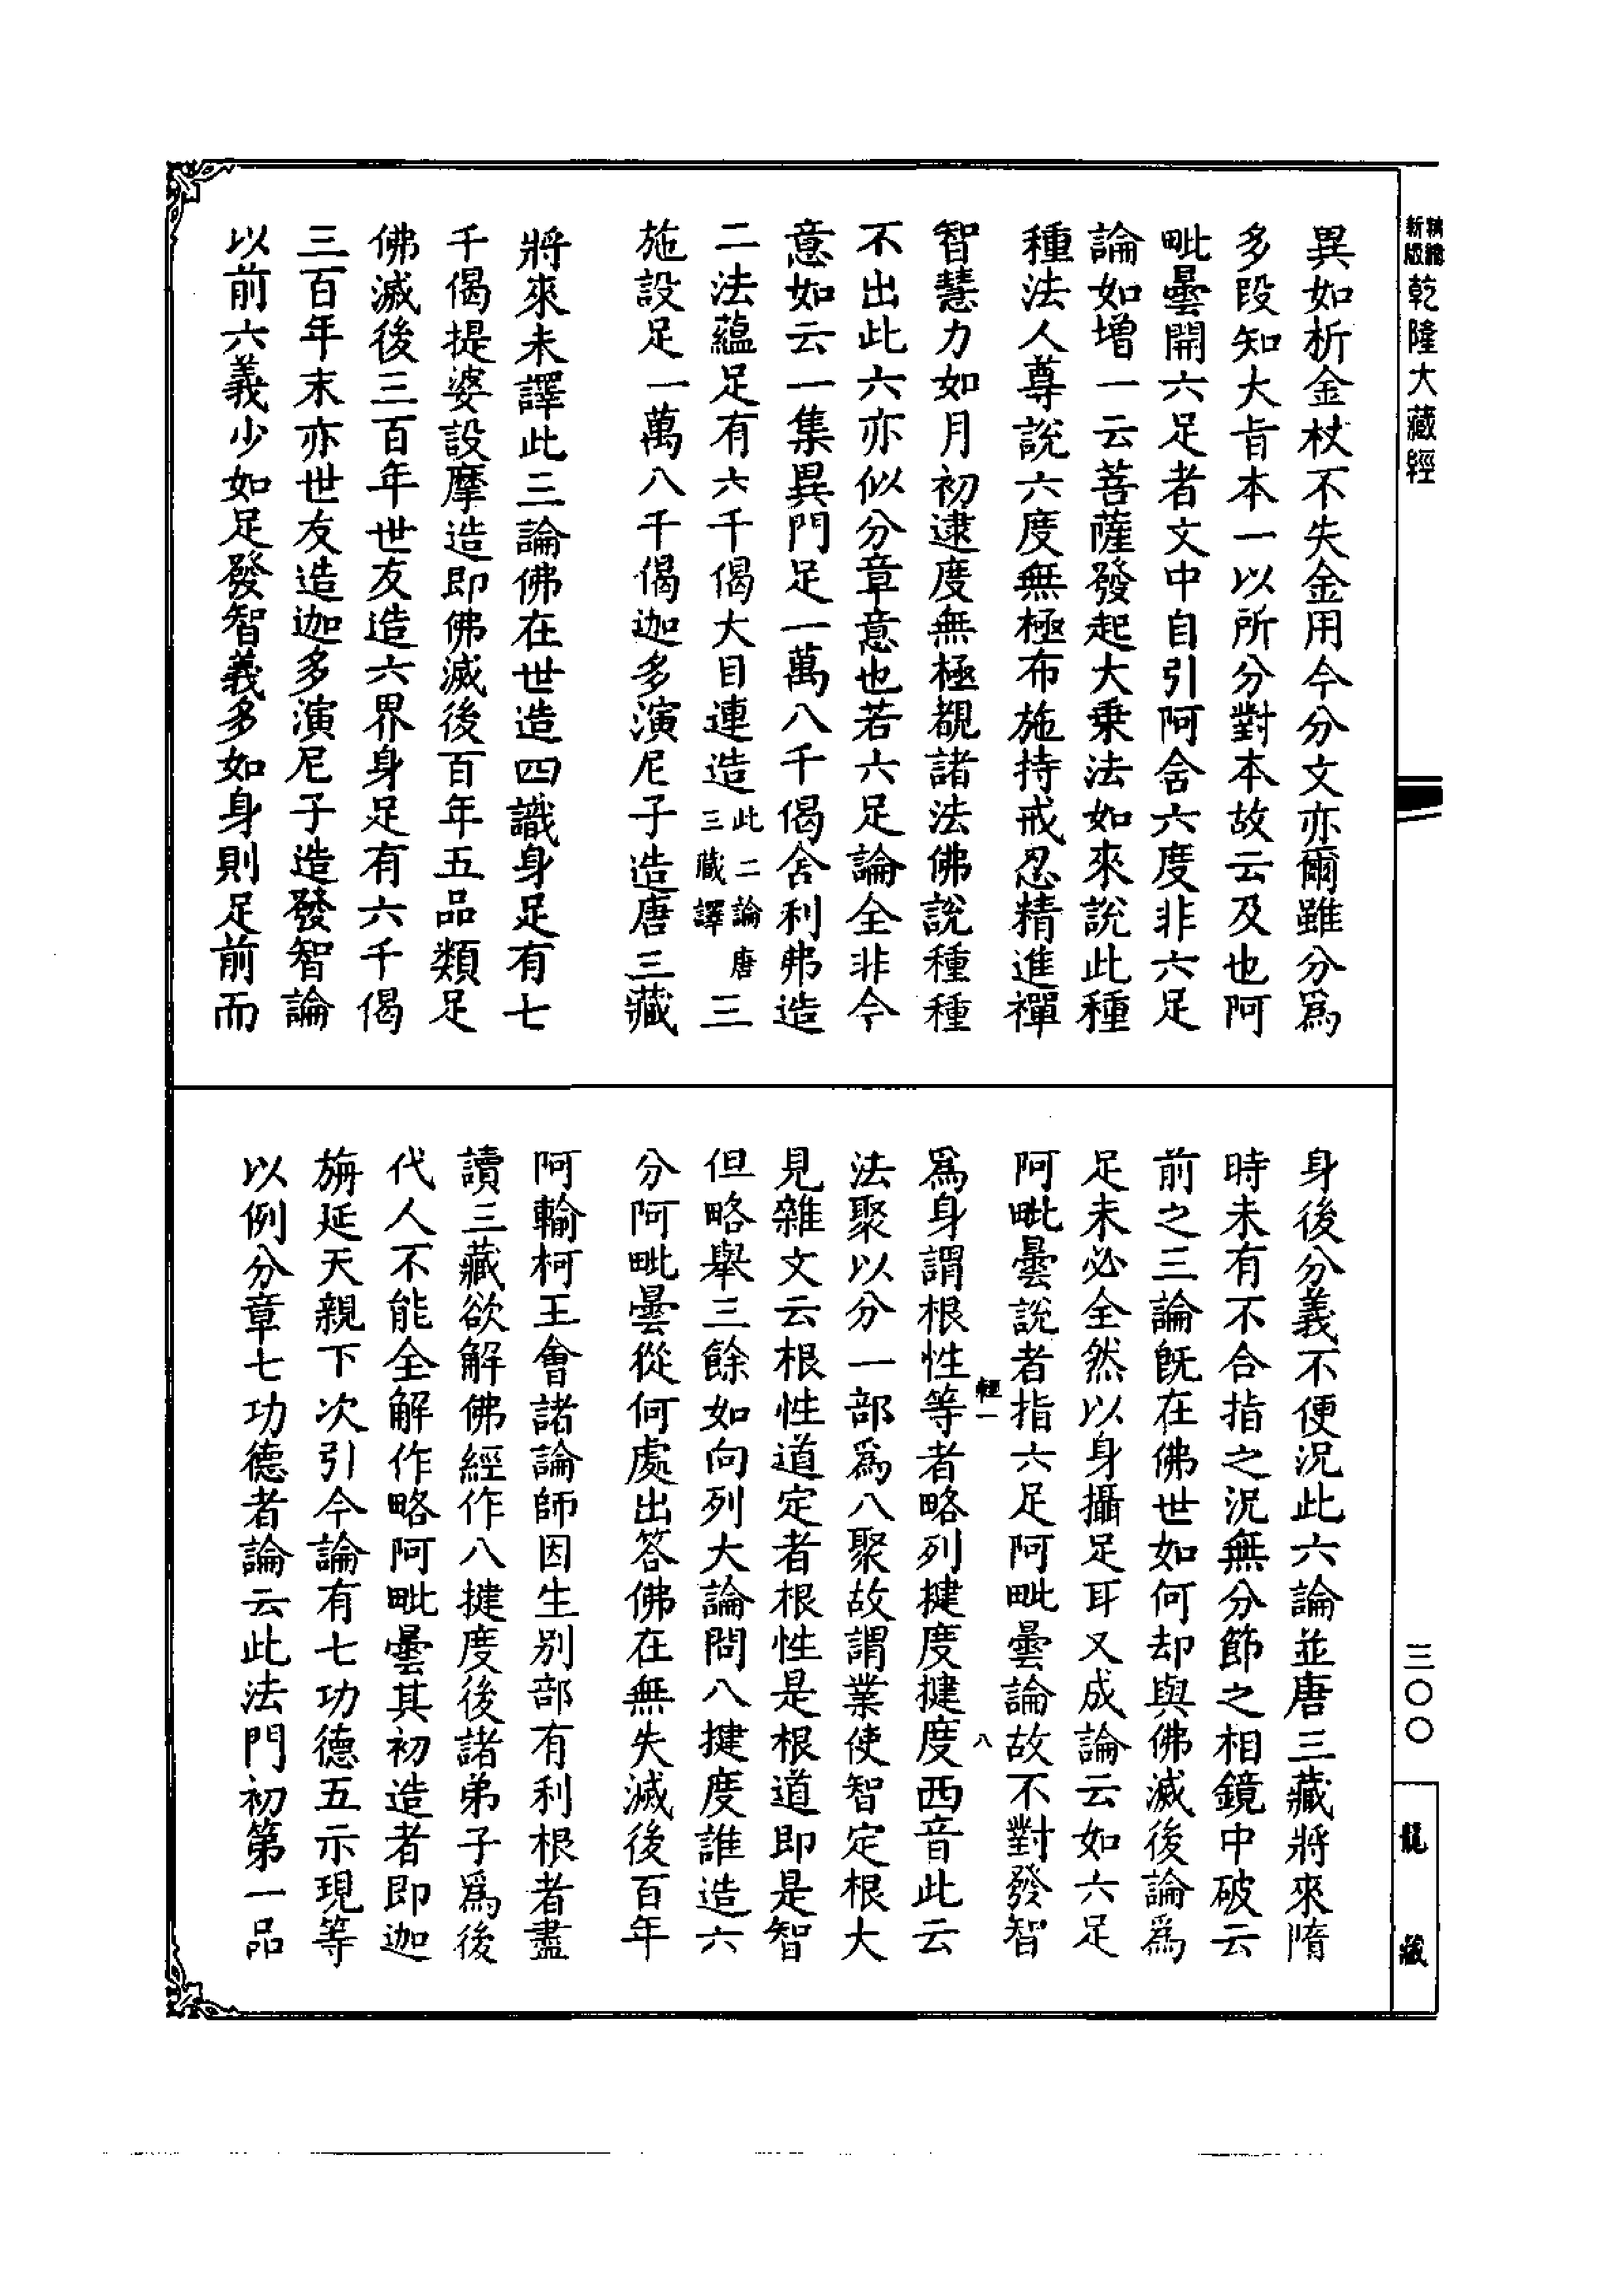 新版精縮乾隆大藏經
異如析金杖不失金用今分文亦爾雖分爲
多段知大旨本一以所分對本故云及也阿
毗曇開六足者文中自引阿含六度非六足
論如增一云菩薩發起大乘法如來說此種
種法人尊說六度無極布施持戒忍精進禪
智慧力如月初逮度無極覩諸法佛說種種
不出此六亦似分章意也若六足論全非今
意如云一集異門足一萬八千偈舍利弗造
二法蘊足有六千偈大目連造此二論唐三藏譯三
施設足一萬八千偈迦多演尼子造唐三藏
將來未譯此三論佛在世造四識身足有七
千偈提婆設摩造即佛滅後百年五品類足
佛滅後三百年世友造六界身足有六千偈
三百年末亦世友造迦多演尼子造發智論
以前六義少如足發智義多如身則足前而
身後分義不便況此六論並唐三藏將來隋
時未有不合指之況無分節之相鏡中破云
前之三論旣在佛世如何却與佛滅後論爲
足未必全然以身攝足耳又成論云如六足
阿毗曇說者指六足阿毗曇論故不對發智
輕一
八
爲身謂根性等者略列揵度揵度西音此云
法聚以分一部爲八聚故謂業使智定根大
見雜文云根性道定者根性是根道即是智
但略舉三餘如向列大論問八揵度誰造六
分阿毗曇從何處出答佛在無失滅後百年
阿輸柯王會諸論師因生別部有利根者盡
讀三藏欲解佛經作八揵度後諸弟子爲後
代人不能全解作略阿毗曇其初造者即迦
旃延天親下次引今論有七功德五示現等
以例分章七功德者論云此法門初第一品
三〇〇
龍藏